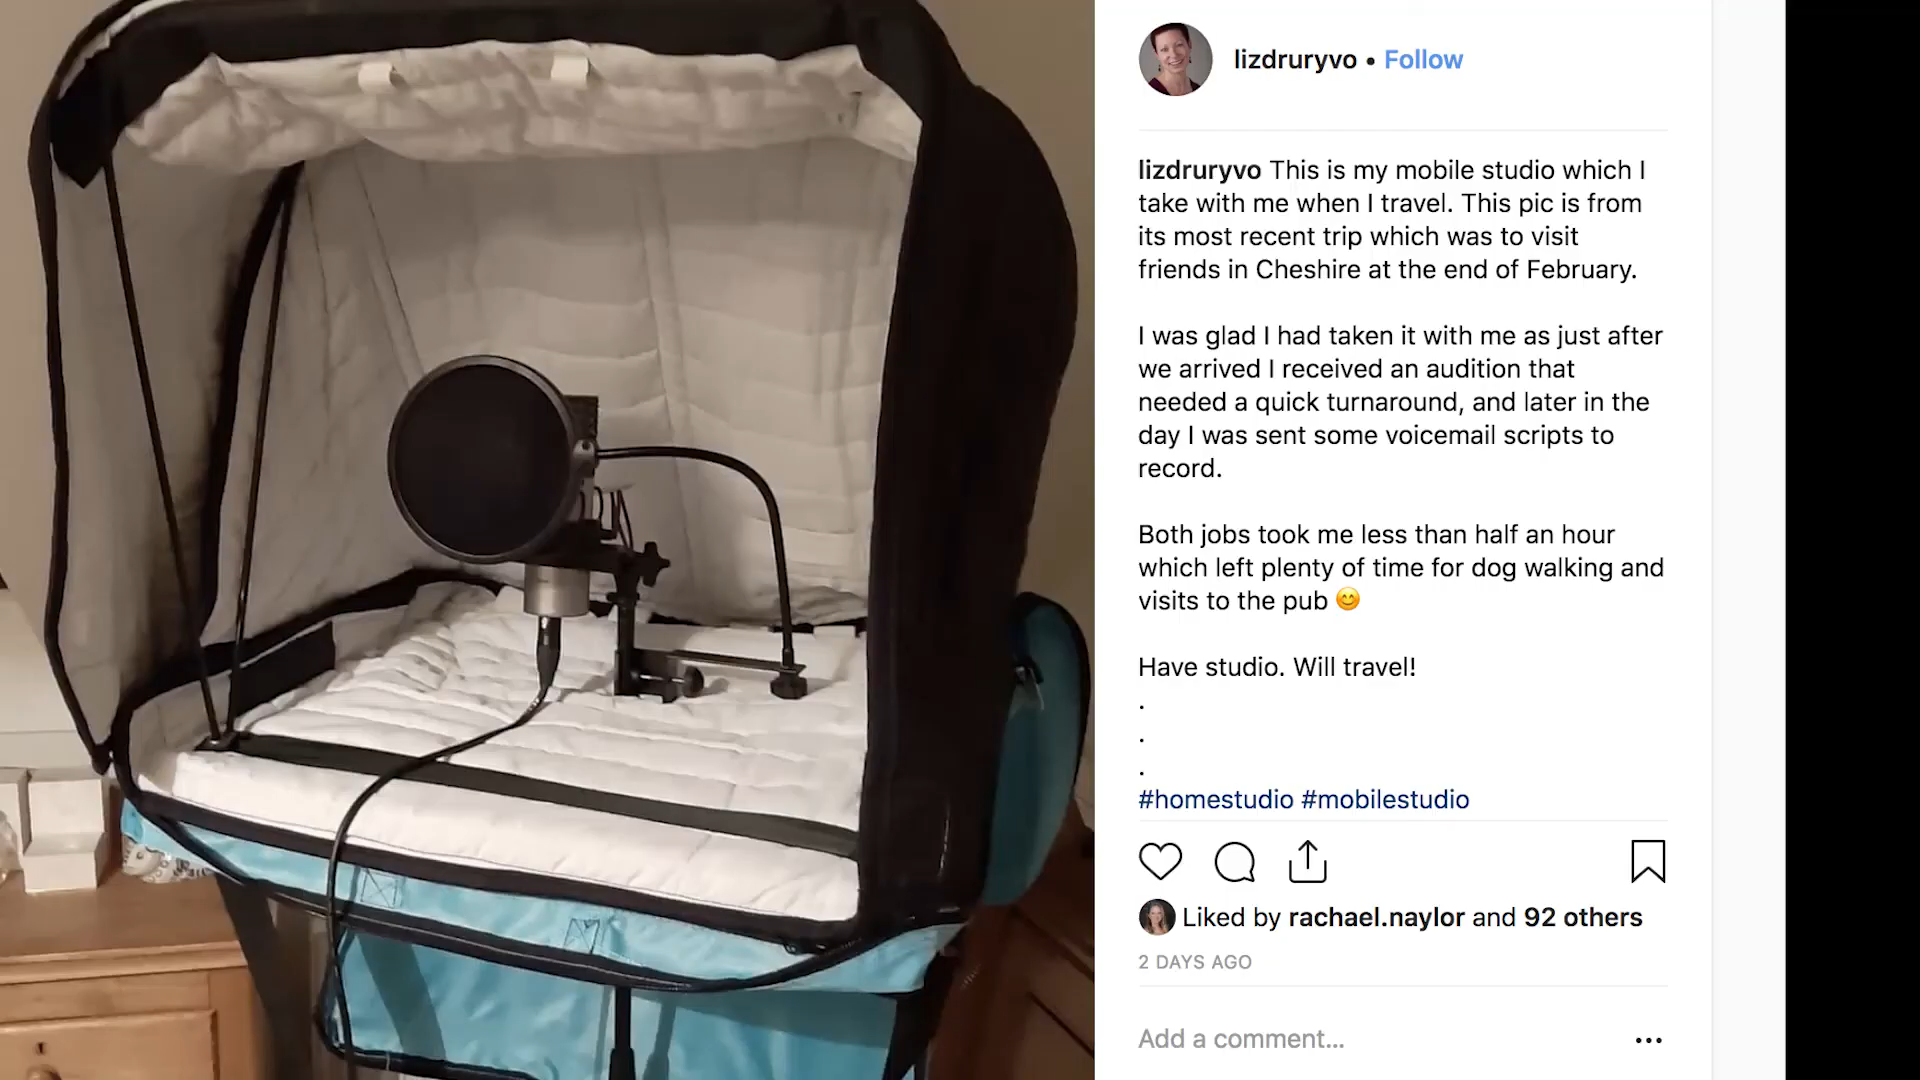 lizdruryvo • Follow
lizdruryvo This is my mobile studio which I
take with me when I travel. This pic is from
its most recent trip which was to visit
friends in Cheshire at the end of February.
I was glad I had taken it with me as just after
we arrived I received an audition that
needed a quick turnaround, and later in the
day I was sent some voicemail scripts to
record.
Both jobs took me less than half an hour
which left plenty of time for dog walking and
visits to the pub 😊
Have studio. Will travel!
.
.
.
#homestudio #mobilestudio
Liked by rachael.naylor and 92 others
2 DAYS AGO
Add a comment...